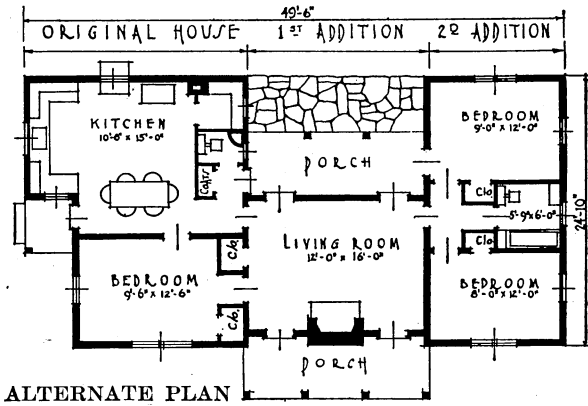 49'-6"
ORIGINAL HOUSE 1ST ADDITION 2D ADDITION
KITCHEN
10'-6" x 15'-0"
COATS
PORCH
BEDROOM
9'-0" x 12'-0"
Clo
5'-9" x 6'-0"
24'-10"
Clo
LIVING ROOM
12'-0" x 16'-0"
Clo
BEDROOM
9'-6" x 12'-6"
Clo
BEDROOM
8'-0" x 12'-0"
PORCH
ALTERNATE PLAN